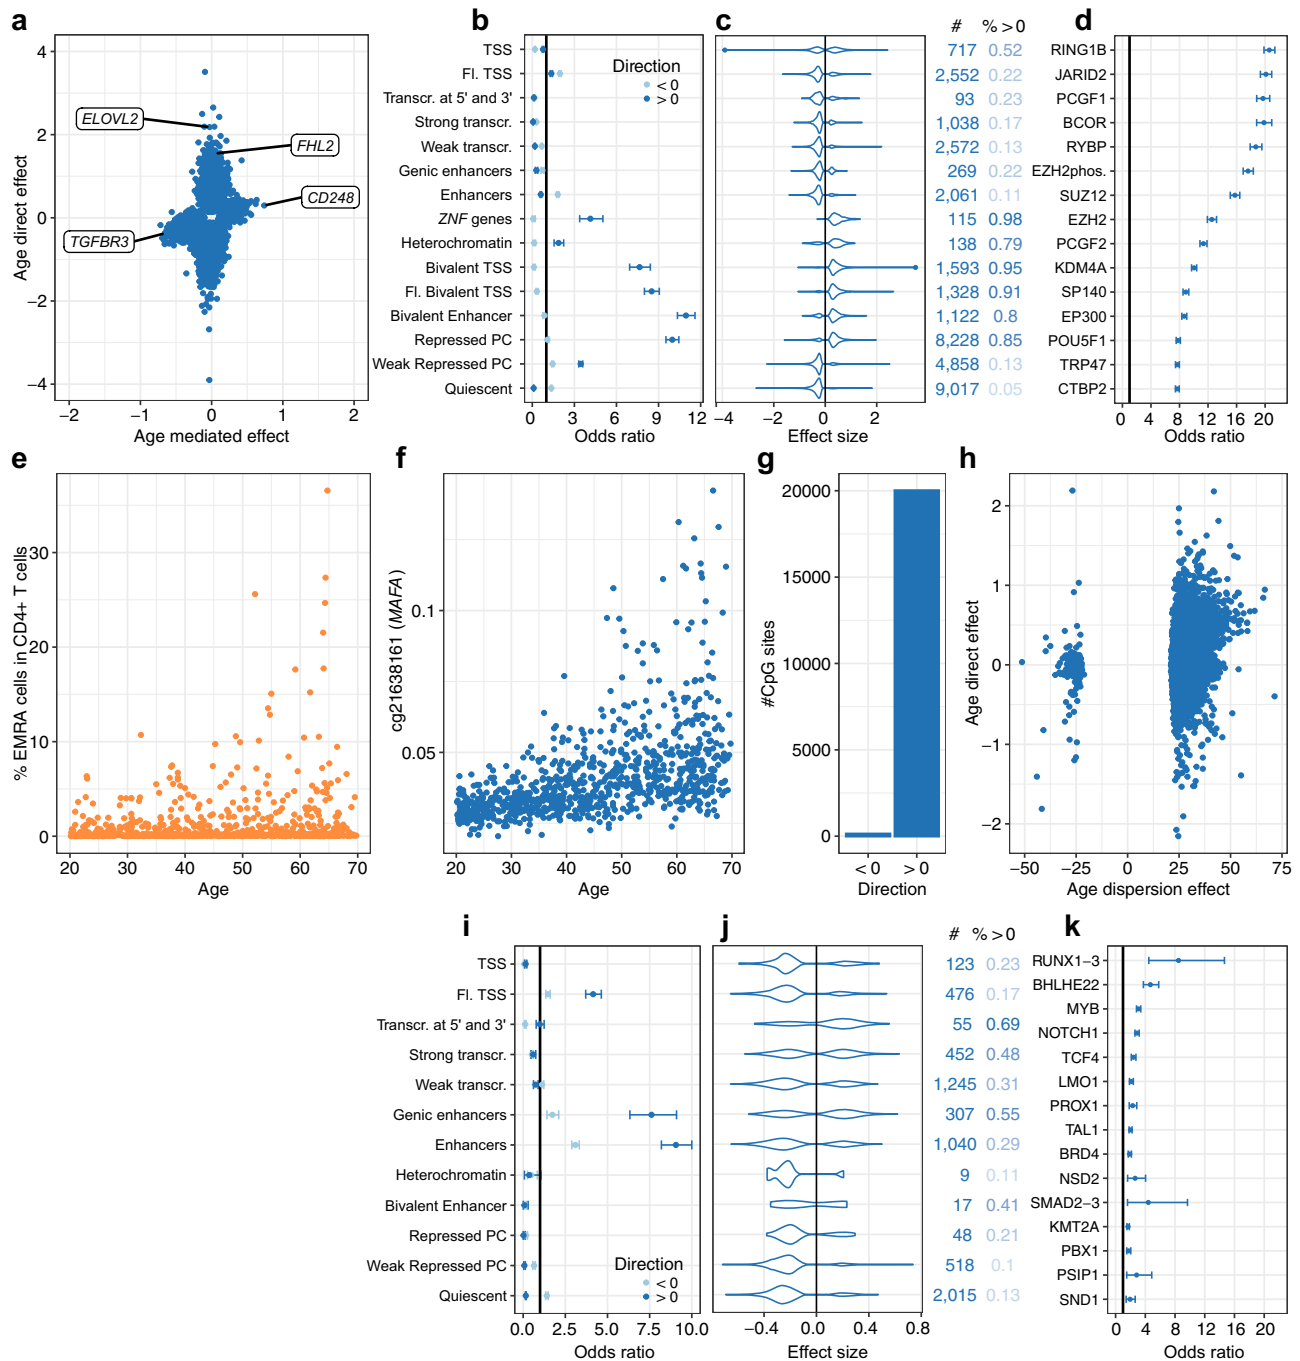 a
4
2
0
−2
−4
−2
−1
0
1
2
Age direct effect
Age mediated effect
ELOVL2
FHL2
CD248
TGFBR3
b
TSS
Fl. TSS
Transcr. at 5' and 3'
Strong transcr.
Weak transcr.
Genic enhancers
Enhancers
ZNF genes
Heterochromatin
Bivalent TSS
Fl. Bivalent TSS
Bivalent Enhancer
Repressed PC
Weak Repressed PC
Quiescent
Direction
< 0
> 0
0
3
6
9
12
Odds ratio
c
# % > 0
717 0.52
2,552 0.22
93 0.23
1,038 0.17
2,572 0.13
269 0.22
2,061 0.11
115 0.98
138 0.79
1,593 0.95
1,328 0.91
1,122 0.8
8,228 0.85
4,858 0.13
9,017 0.05
−4
−2
0
2
Effect size
d
RING1B
JARID2
PCGF1
BCOR
RYBP
EZH2phos.
SUZ12
EZH2
PCGF2
KDM4A
SP140
EP300
POU5F1
TRP47
CTBP2
0
4
8
12
16
20
Odds ratio
e
% EMRA cells in CD4+ T cells
30
20
10
0
20
30
40
50
60
70
Age
f
cg21638161 (MAFA)
0.1
0.05
20
30
40
50
60
70
Age
g
#CpG sites
20000
15000
10000
5000
0
< 0
> 0
Direction
h
Age direct effect
2
1
0
−1
−2
−50
−25
0
25
50
75
Age dispersion effect
i
TSS
Fl. TSS
Transcr. at 5' and 3'
Strong transcr.
Weak transcr.
Genic enhancers
Enhancers
Heterochromatin
Bivalent Enhancer
Repressed PC
Weak Repressed PC
Quiescent
Direction
< 0
> 0
0.0
2.5
5.0
7.5
10.0
Odds ratio
j
# % > 0
123 0.23
476 0.17
55 0.69
452 0.48
1,245 0.31
307 0.55
1,040 0.29
9 0.11
17 0.41
48 0.21
518 0.1
2,015 0.13
−0.4
0.0
0.4
0.8
Effect size
k
RUNX1−3
BHLHE22
MYB
NOTCH1
TCF4
LMO1
PROX1
TAL1
BRD4
NSD2
SMAD2−3
KMT2A
PBX1
PSIP1
SND1
0
4
8
12
16
20
Odds ratio